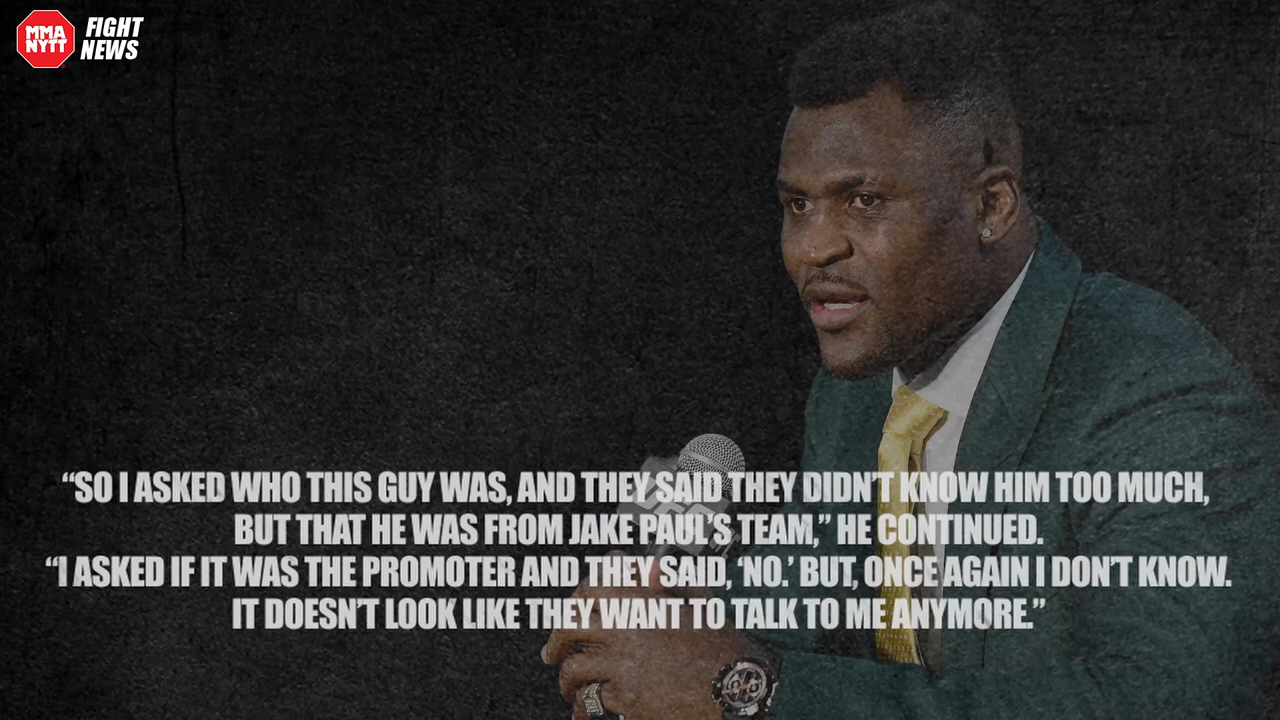 MMA
NYTT
FIGHT
NEWS
“SO I ASKED WHO THIS GUY WAS, AND THEY SAID THEY DIDN’T KNOW HIM TOO MUCH,
BUT THAT HE WAS FROM JAKE PAUL’S TEAM,” HE CONTINUED.
“I ASKED IF IT WAS THE PROMOTER AND THEY SAID, ‘NO.’ BUT, ONCE AGAIN I DON’T KNOW.
IT DOESN’T LOOK LIKE THEY WANT TO TALK TO ME ANYMORE.”
UFC